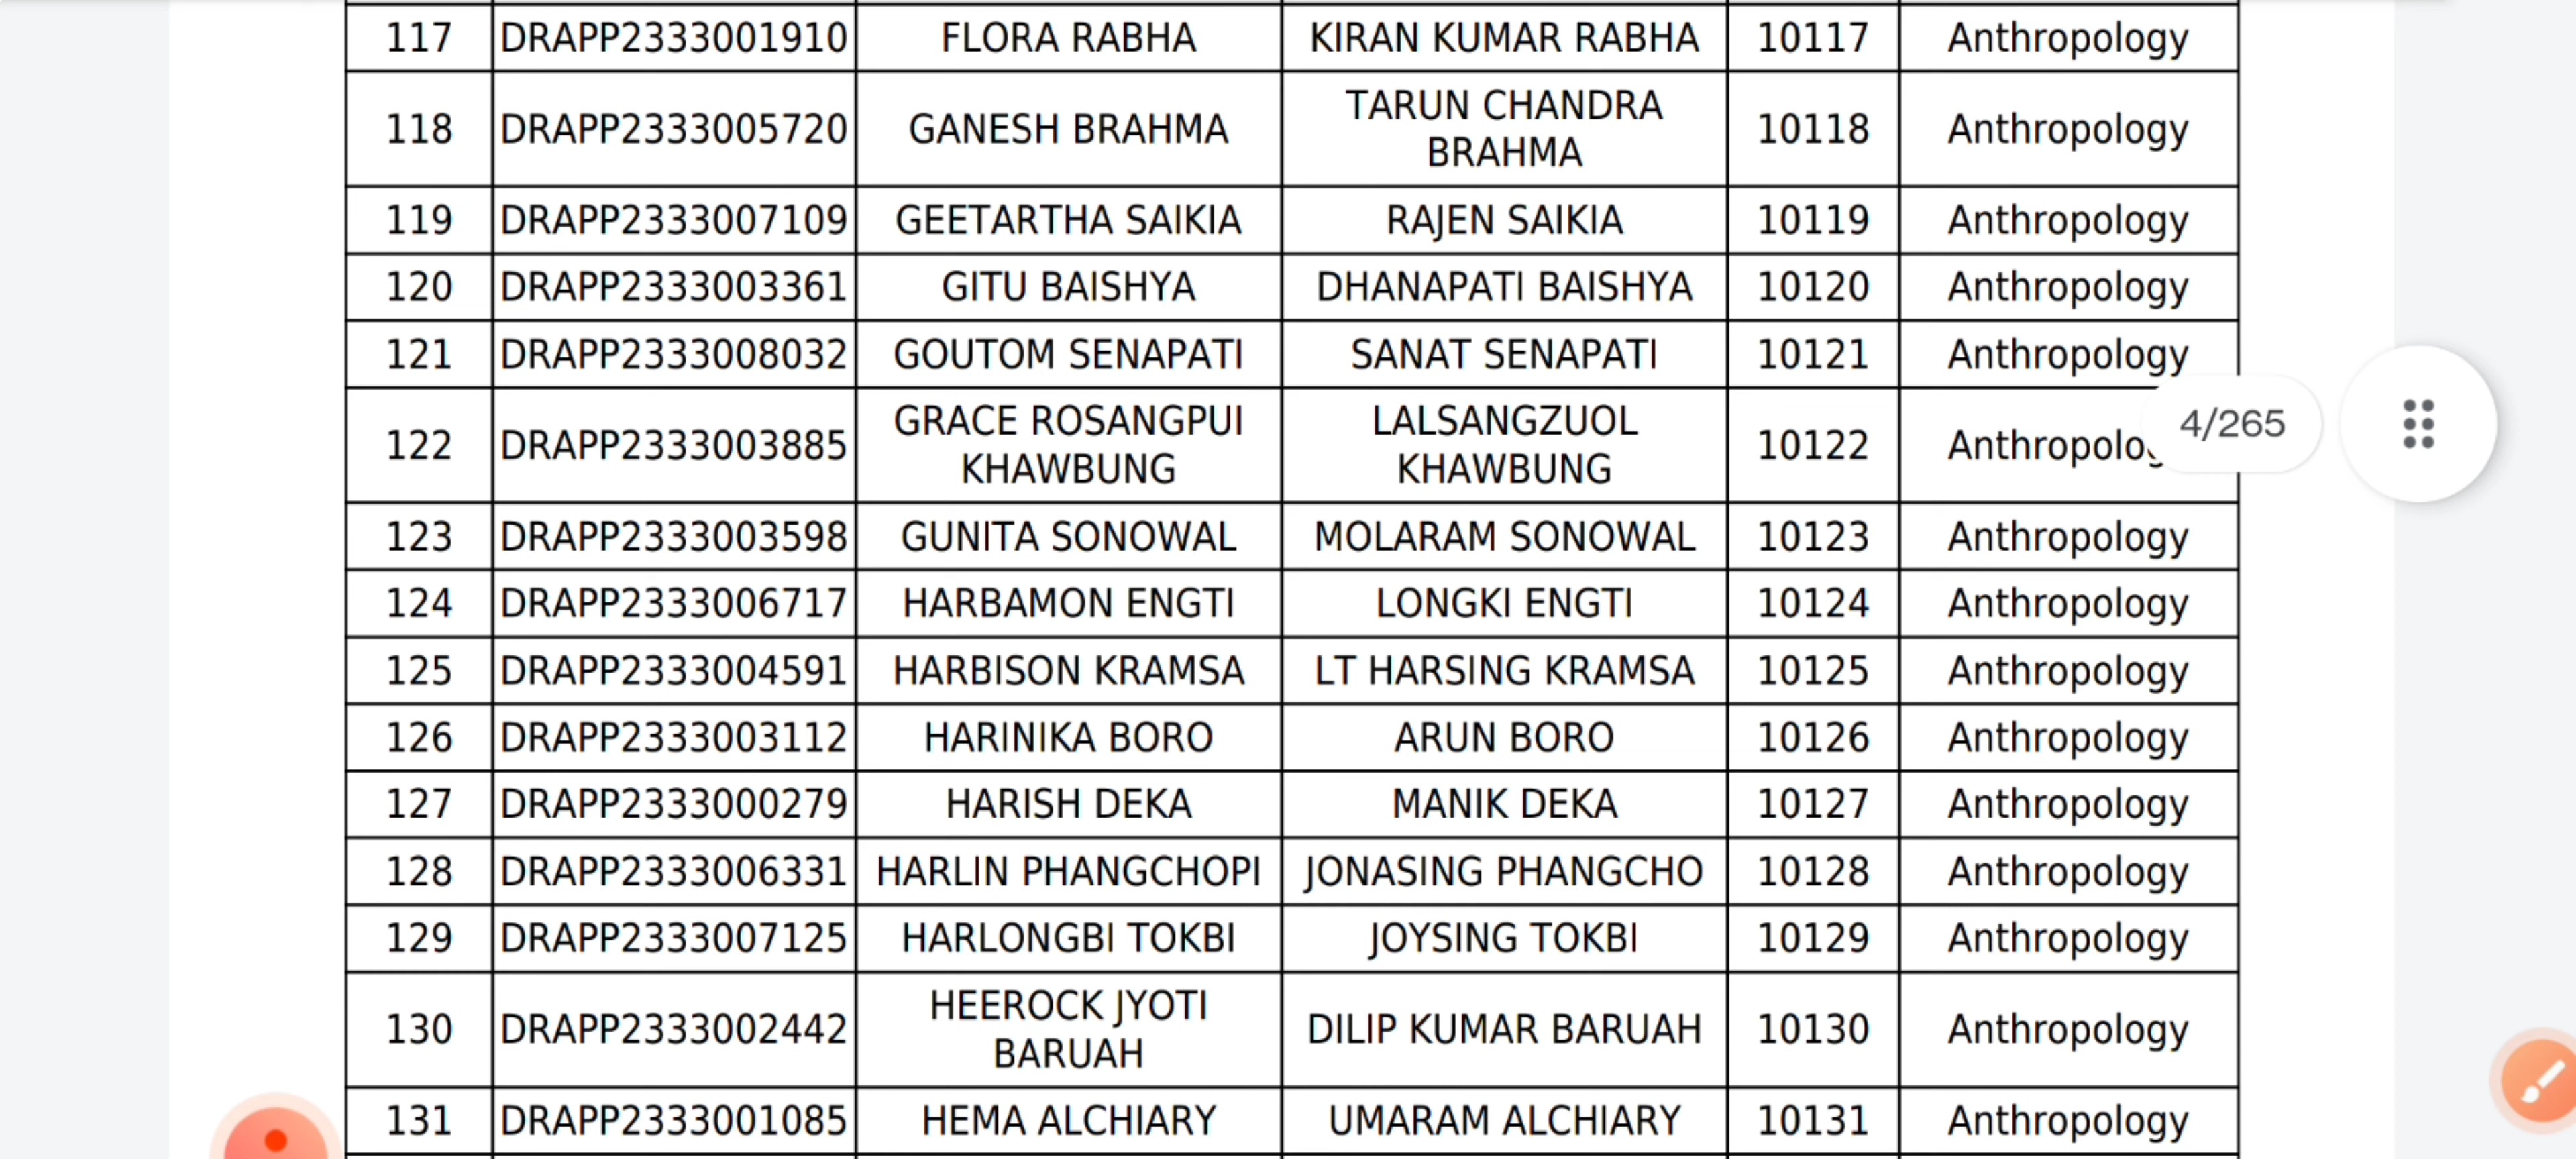 117 DRAPP2333001910 FLORA RABHA KIRAN KUMAR RABHA 10117 Anthropology
118 DRAPP2333005720 GANESH BRAHMA TARUN CHANDRA BRAHMA 10118 Anthropology
119 DRAPP2333007109 GEETARTHA SAIKIA RAJEN SAIKIA 10119 Anthropology
120 DRAPP2333003361 GITU BAISHYA DHANAPATI BAISHYA 10120 Anthropology
121 DRAPP2333008032 GOUTOM SENAPATI SANAT SENAPATI 10121 Anthropology
122 DRAPP2333003885 GRACE ROSANGPUI KHAWBUNG LALSANGZUOL KHAWBUNG 10122 Anthropolog
4/265
123 DRAPP2333003598 GUNITA SONOWAL MOLARAM SONOWAL 10123 Anthropology
124 DRAPP2333006717 HARBAMON ENGTI LONGKI ENGTI 10124 Anthropology
125 DRAPP2333004591 HARBISON KRAMSA LT HARSING KRAMSA 10125 Anthropology
126 DRAPP2333003112 HARINIKA BORO ARUN BORO 10126 Anthropology
127 DRAPP2333000279 HARISH DEKA MANIK DEKA 10127 Anthropology
128 DRAPP2333006331 HARLIN PHANGCHOPI JONASING PHANGCHO 10128 Anthropology
129 DRAPP2333007125 HARLONGBI TOKBI JOYSING TOKBI 10129 Anthropology
130 DRAPP2333002442 HEEROCK JYOTI BARUAH DILIP KUMAR BARUAH 10130 Anthropology
131 DRAPP2333001085 HEMA ALCHIARY UMARAM ALCHIARY 10131 Anthropology